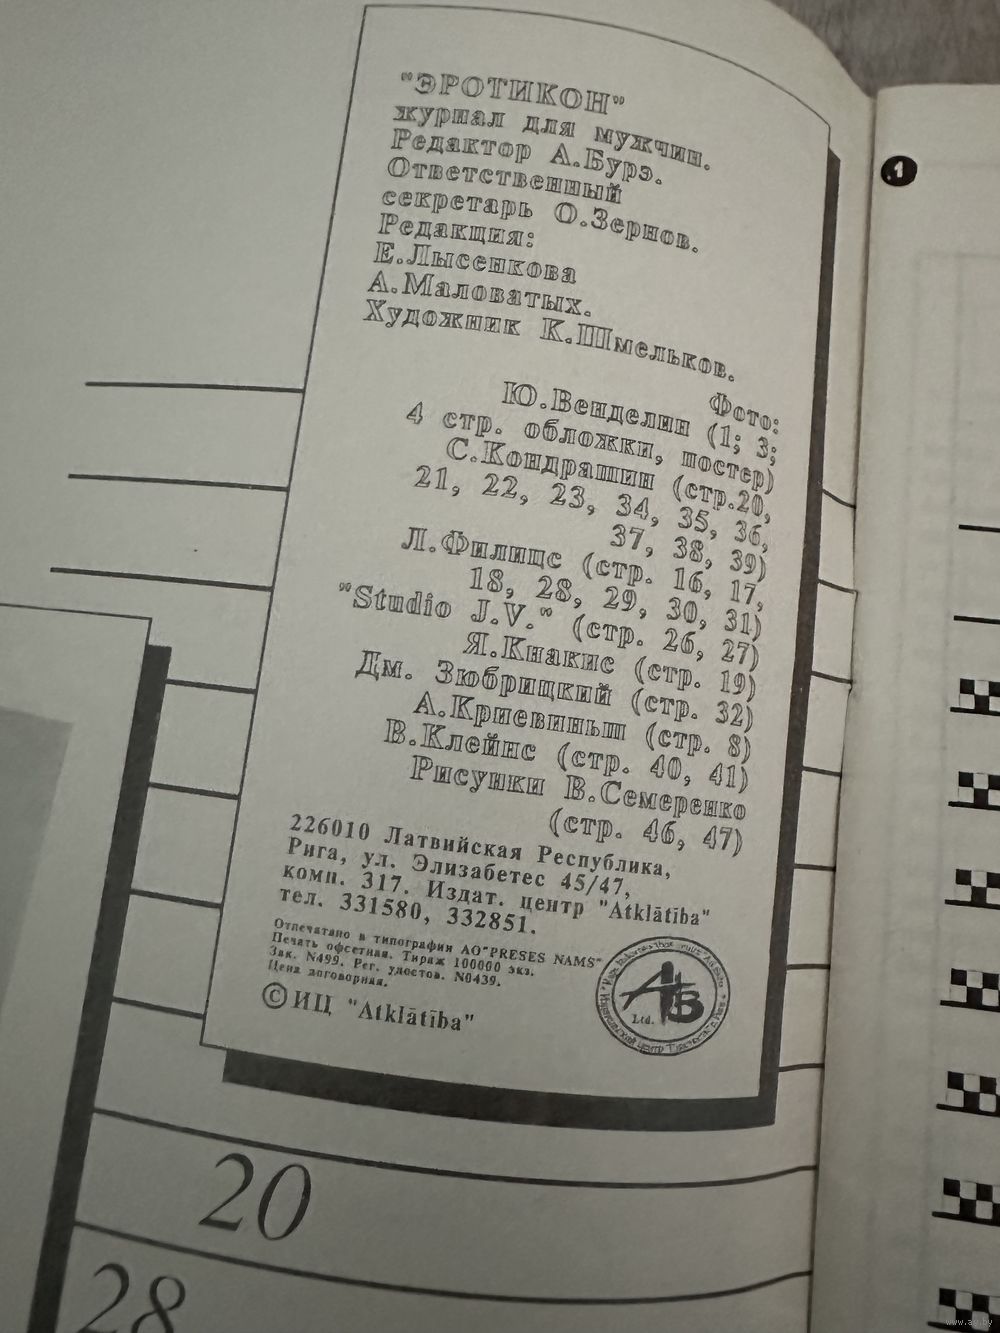 "ЭРОТИКОН"
журнал для мужчин.
Редактор А.Бурэ.
Ответственный
секретарь О.Зернов.
Редакция:
Е.Лысенкова
А.Маловатых.
Художник К.Шмельков.
Фото:
Ю.Венделин (1; 3;
4 стр. обложки, постер)
С.Кондрашин (стр.20,
21, 22, 23, 34, 35, 36,
37, 38, 39)
Л.Филипс (стр. 16, 17,
18, 28, 29, 30, 31)
"Studio J.V." (стр. 26, 27)
Я.Кнакис (стр. 19)
Дм. Зюбрицкий (стр. 32)
А.Криевиньш (стр. 8)
В.Клейнс (стр. 40, 41)
Рисунки В.Семеренко
(стр. 46, 47)
226010 Латвийская Республика,
Рига, ул. Элизабетес 45/47,
комн. 317. Издат. центр "Atklātība"
тел. 331580, 332851.
Отпечатано в типографии АО"PRESES NAMS"
Печать офсетная. Тираж 100000 экз.
Зак. N499. Рег. удостов. N0439.
Цена договорная.
© ИЦ "Atklātība"
Ltd.
20
28
1
www.ay.by